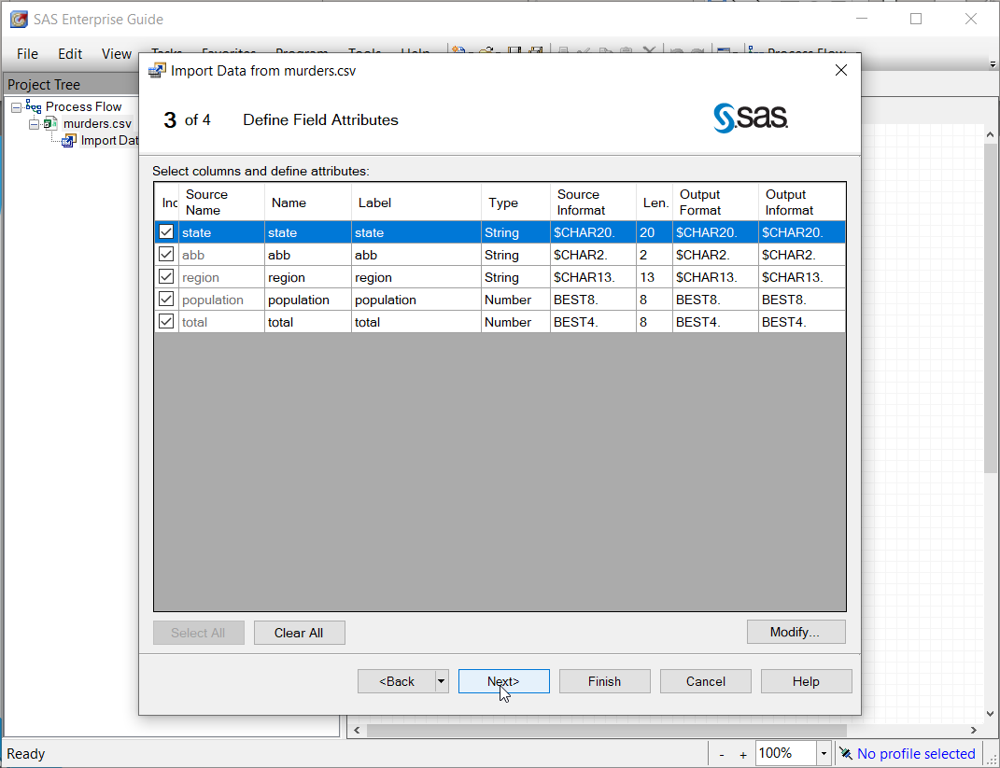 SAS Enterprise Guide
File Edit View Tasks Favorites Program Tools Help Process Flow
Project Tree
Process Flow
murders.csv
Import Dat
Import Data from murders.csv
3 of 4 Define Field Attributes
sas
Select columns and define attributes:
Inc Source Name Name Label Type Source Informat Len. Output Format Output Informat
state state state String $CHAR20. 20 $CHAR20. $CHAR20.
abb abb abb String $CHAR2. 2 $CHAR2. $CHAR2.
region region region String $CHAR13. 13 $CHAR13. $CHAR13.
population population population Number BEST8. 8 BEST8. BEST8.
total total total Number BEST4. 8 BEST4. BEST4.
Select All Clear All Modify...
<Back Next> Finish Cancel Help
Ready - + 100% No profile selected